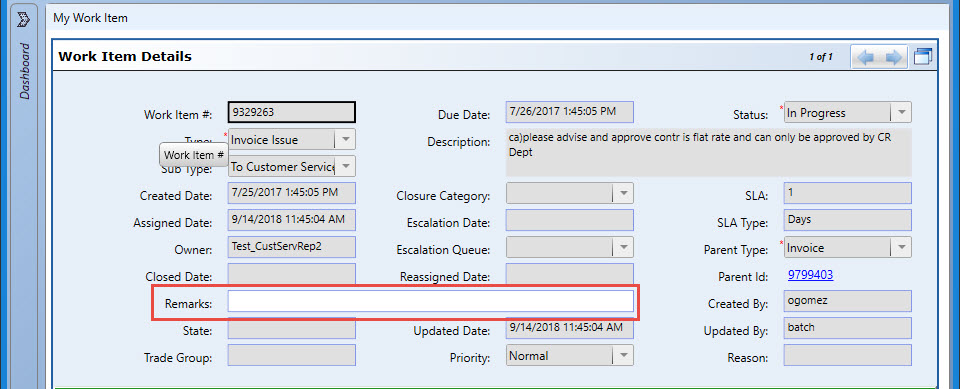 My Work Item
Dashboard
Work Item Details
1 of 1
Work Item #: 9329263 Due Date: 7/26/2017 1:45:05 PM Status: * In Progress
Type: * Invoice Issue Description: ca)please advise and approve contr is flat rate and can only be approved by CR
Dept
Work Item #
Sub Type: To Customer Service
Created Date: 7/25/2017 1:45:05 PM Closure Category: SLA: 1
Assigned Date: 9/14/2018 11:45:04 AM Escalation Date: SLA Type: Days
Owner: Test_CustServRep2 Escalation Queue: Parent Type: * Invoice
Closed Date: Reassigned Date: Parent Id: 9799403
Remarks: Created By: ogomez
State: Updated Date: 9/14/2018 11:45:04 AM Updated By: batch
Trade Group: Priority: Normal Reason: